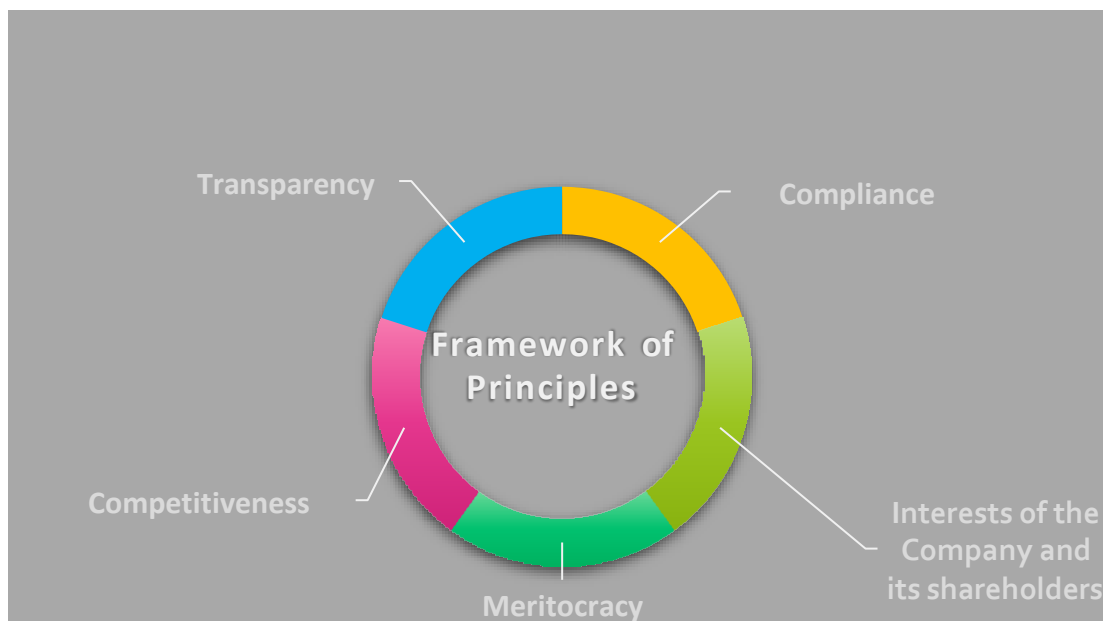 Transparency
Compliance
Framework of
Principles
Competitiveness
Interests of the
Company and
its shareholders
Meritocracy